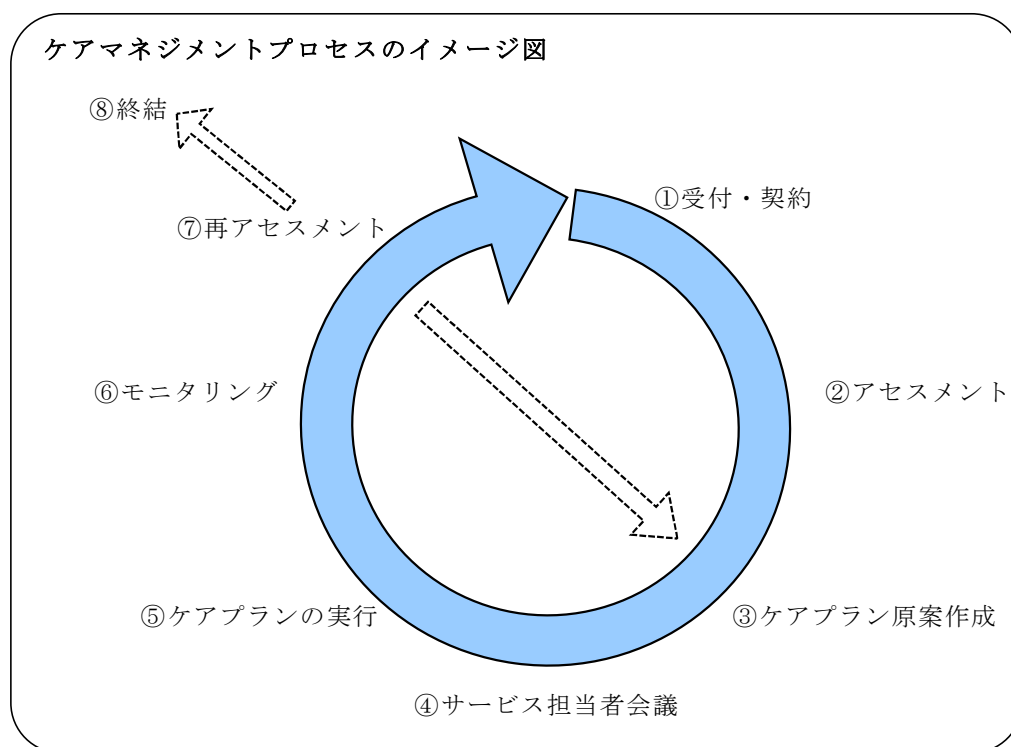 ケアマネジメントプロセスのイメージ図
⑧終結
①受付・契約
⑦再アセスメント
⑥モニタリング
②アセスメント
⑤ケアプランの実行
③ケアプラン原案作成
④サービス担当者会議